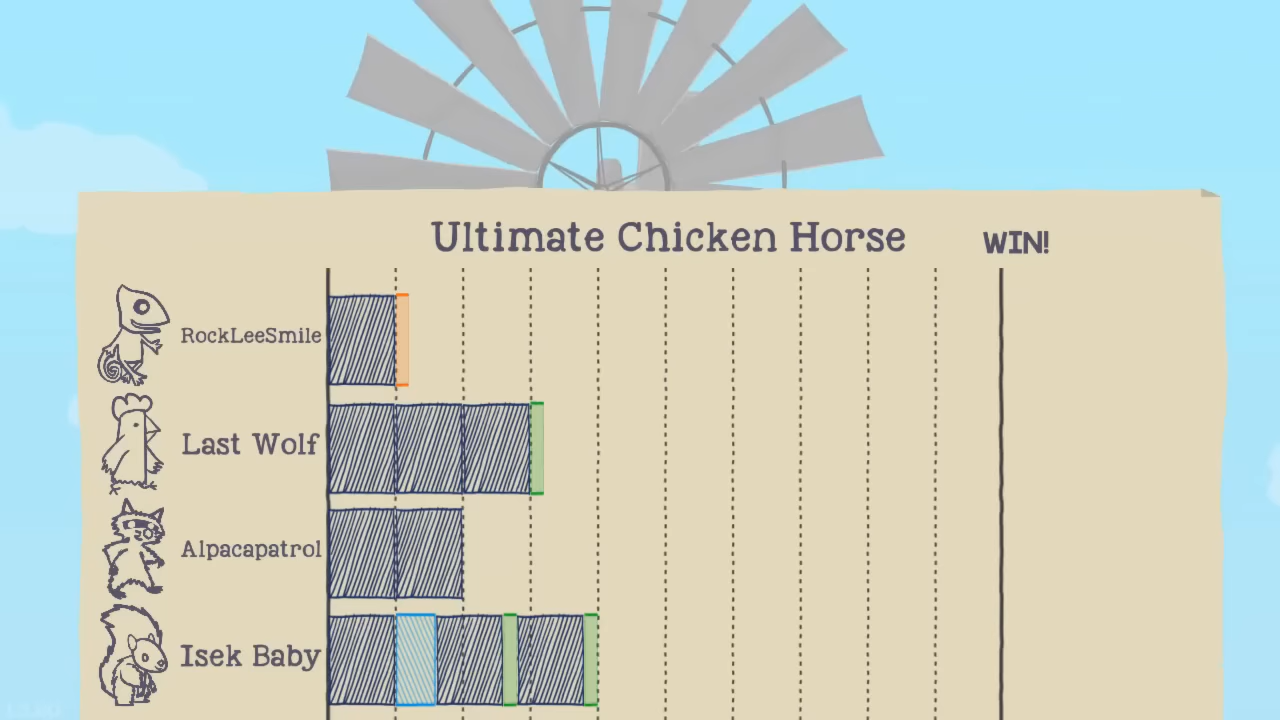 Ultimate Chicken Horse
WIN!
RockLeeSmile
Last Wolf
Alpacapatrol
Isek Baby